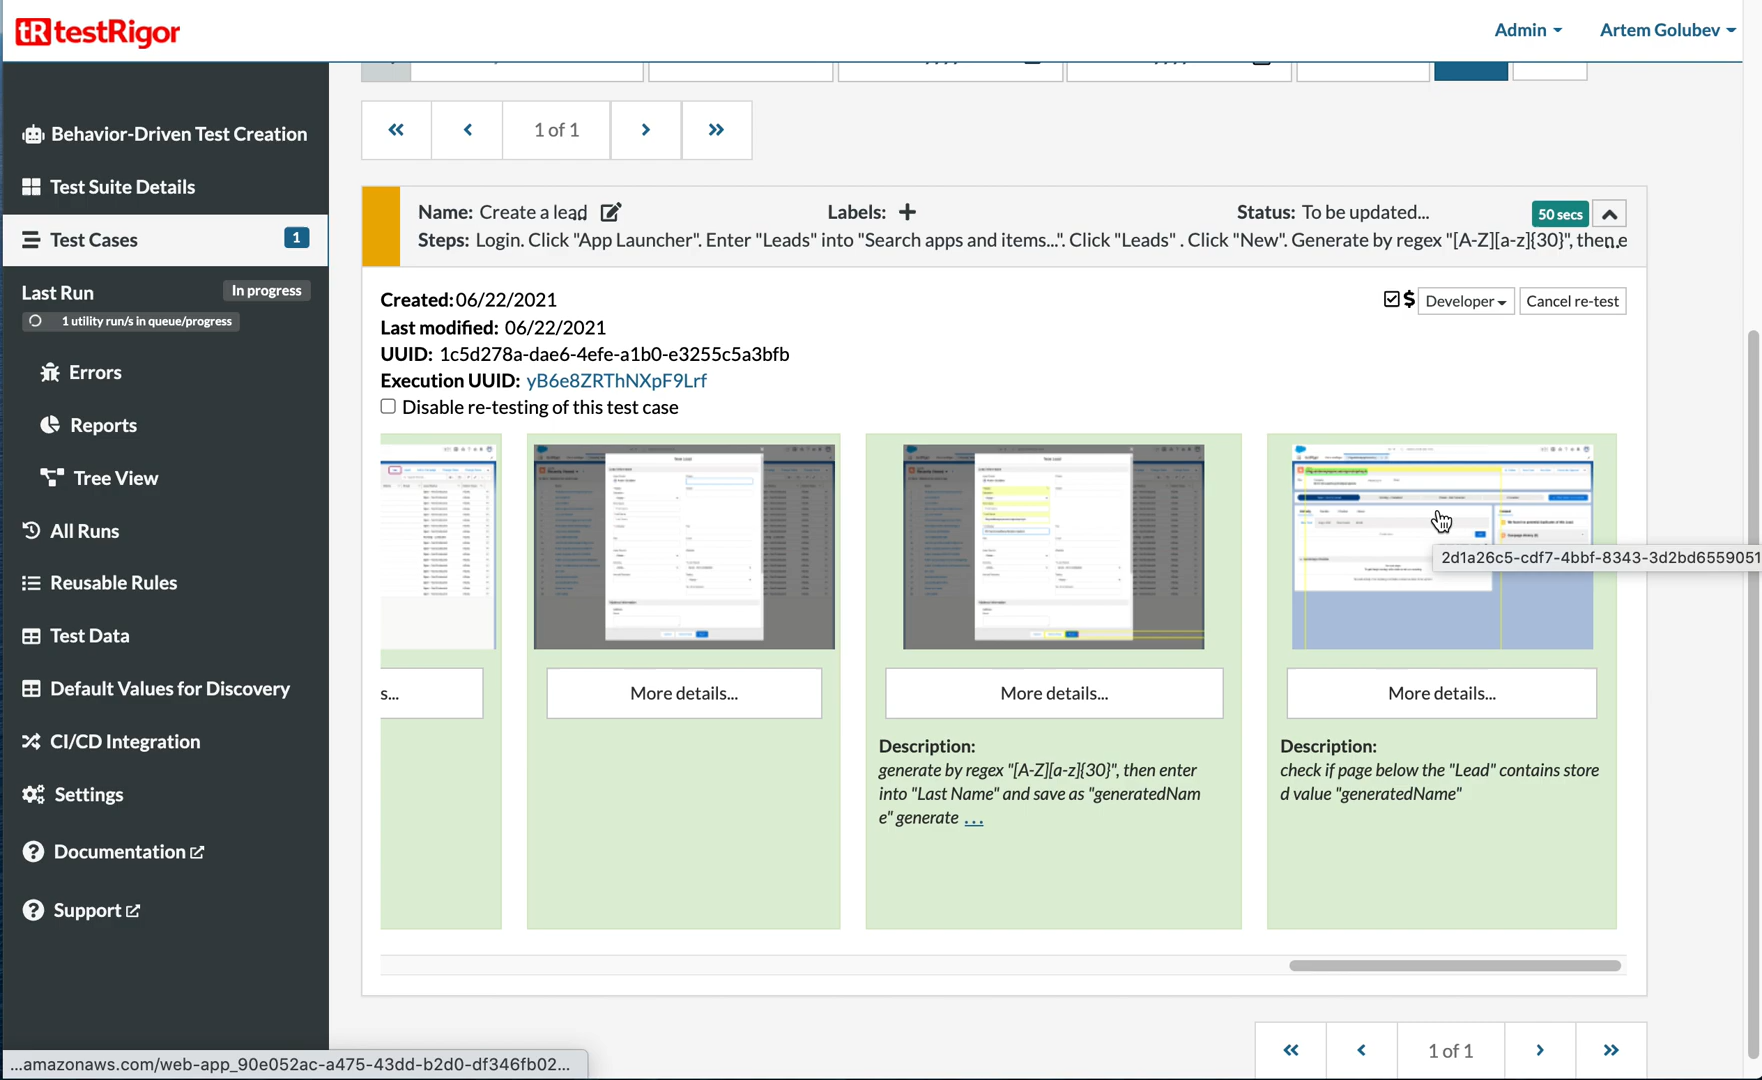 tR testRigor
Admin
Artem Golubev
Behavior-Driven Test Creation
Test Suite Details
Test Cases
1
Last Run
In progress
1 utility run/s in queue/progress
Errors
Reports
Tree View
All Runs
Reusable Rules
Test Data
Default Values for Discovery
CI/CD Integration
Settings
Documentation
Support
...amazonaws.com/web-app_90e052ac-a475-43dd-b2d0-df346fb02...
« ‹ 1 of 1 › »
Name: Create a lead
Labels: +
Status: To be updated...
50 secs
Steps: Login. Click "App Launcher". Enter "Leads" into "Search apps and items...". Click "Leads" . Click "New". Generate by regex "[A-Z][a-z]{30}", then e
Created: 06/22/2021
$ Developer
Cancel re-test
Last modified: 06/22/2021
UUID: 1c5d278a-dae6-4efe-a1b0-e3255c5a3bfb
Execution UUID: yB6e8ZRThNXpF9Lrf
Disable re-testing of this test case
2d1a26c5-cdf7-4bbf-8343-3d2bd6559051
s...
More details...
More details...
More details...
Description:
generate by regex "[A-Z][a-z]{30}", then enter
into "Last Name" and save as "generatedNam
e" generate ...
Description:
check if page below the "Lead" contains store
d value "generatedName"
« ‹ 1 of 1 › »